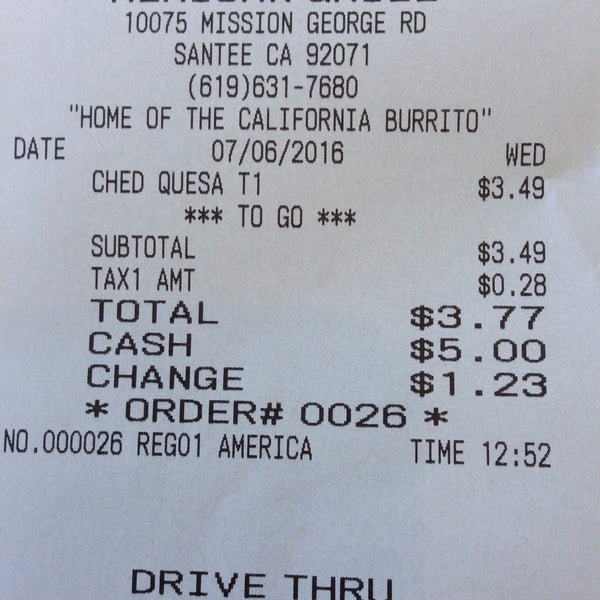 10075 MISSION GEORGE RD
SANTEE CA 92071
(619)631-7680
"HOME OF THE CALIFORNIA BURRITO"
DATE 07/06/2016 WED
CHED QUESA T1 $3.49
*** TO GO ***
SUBTOTAL $3.49
TAX1 AMT $0.28
TOTAL $3.77
CASH $5.00
CHANGE $1.23
* ORDER# 0026 *
NO.000026 REG01 AMERICA TIME 12:52
DRIVE THRU